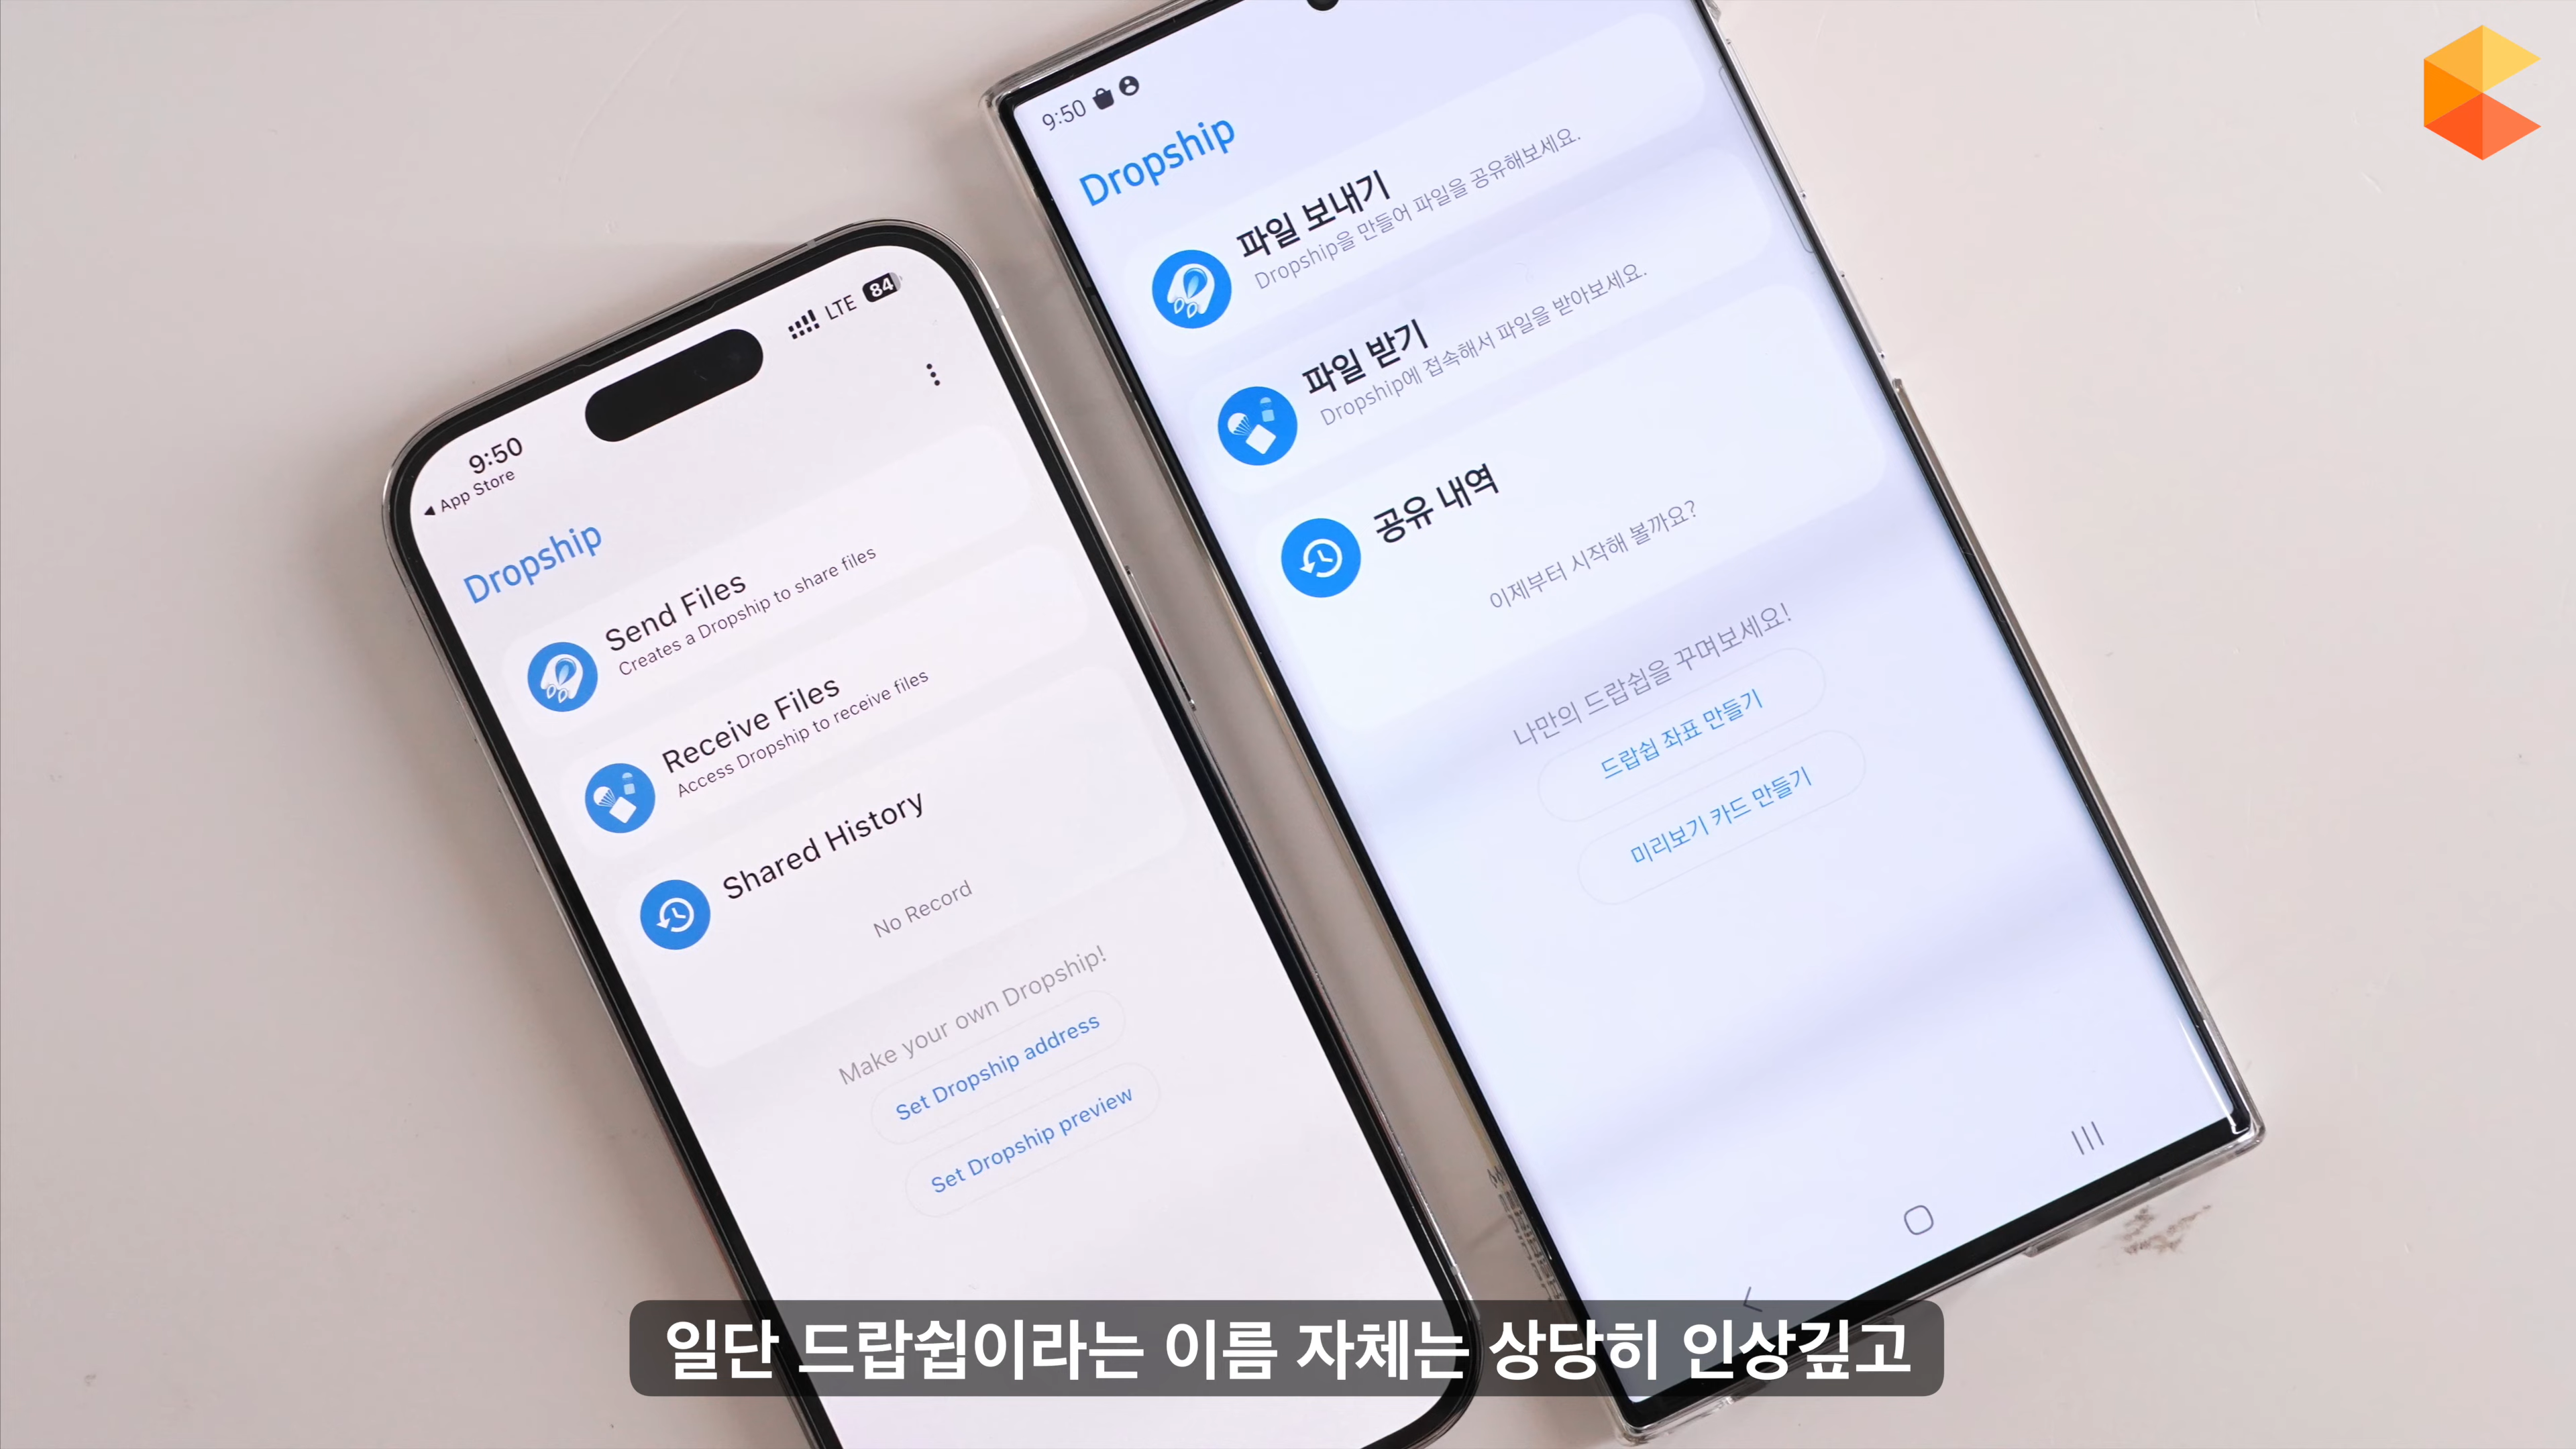 9:50
App Store
LTE 84
Dropship
Send Files
Creates a Dropship to share files
Receive Files
Access Dropship to receive files
Shared History
No Record
Make your own Dropship!
Set Dropship address
Set Dropship preview
9:50
Dropship
파일 보내기
Dropship을 만들어 파일을 공유해보세요.
파일 받기
Dropship에 접속해서 파일을 받아보세요.
공유 내역
이제부터 시작해 볼까요?
나만의 드랍쉽을 꾸며보세요!
드랍쉽 좌표 만들기
미리보기 카드 만들기
일단 드랍쉽이라는 이름 자체는 상당히 인상깊고